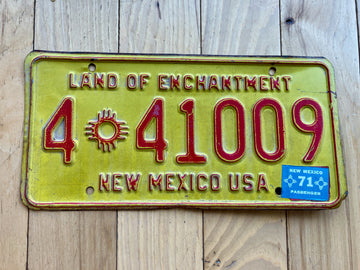 LAND OF ENCHANTMENT
4 41009
NEW MEXICO USA
NEW MEXICO
71
PASSENGER